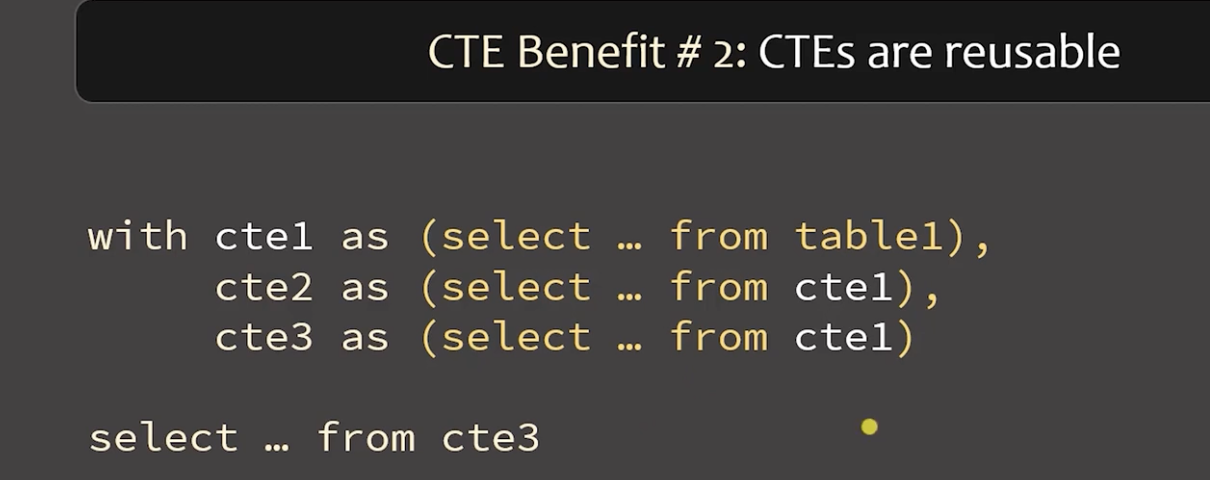 CTE Benefit # 2: CTEs are reusable
with cte1 as (select … from table1),
cte2 as (select … from cte1),
cte3 as (select … from cte1)
select … from cte3